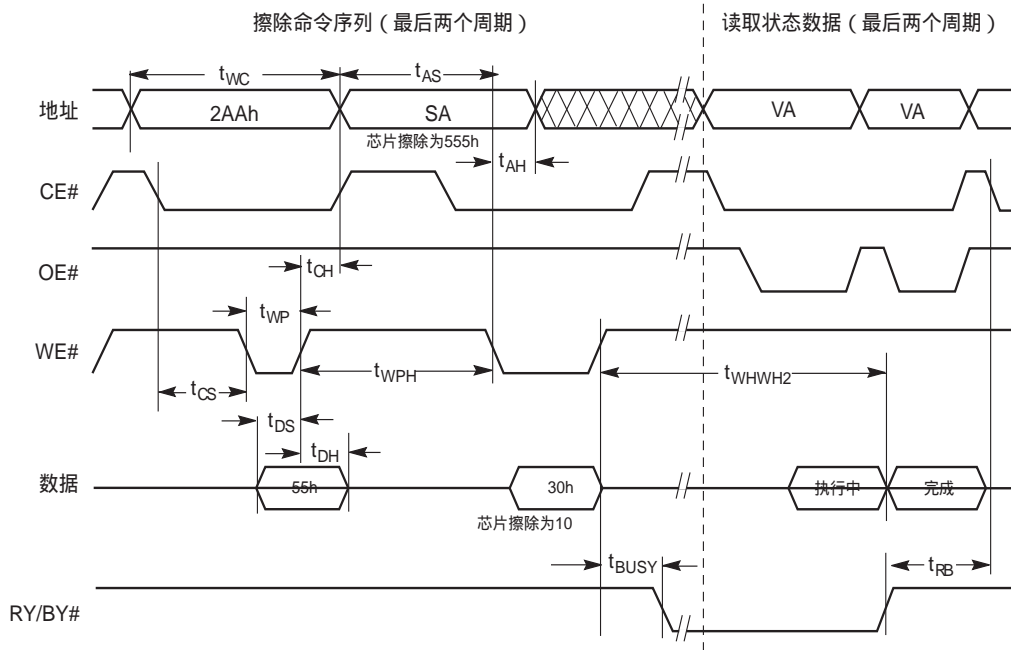 擦除命令序列（最后两个周期）
读取状态数据（最后两个周期）
tWC
tAS
地址
2AAh
SA
VA
VA
芯片擦除为555h
tAH
CE#
OE#
tCH
tWP
WE#
tWPH
tWHWH2
tCS
tDS
tDH
数据
55h
30h
执行中
完成
芯片擦除为10
tBUSY
tRB
RY/BY#